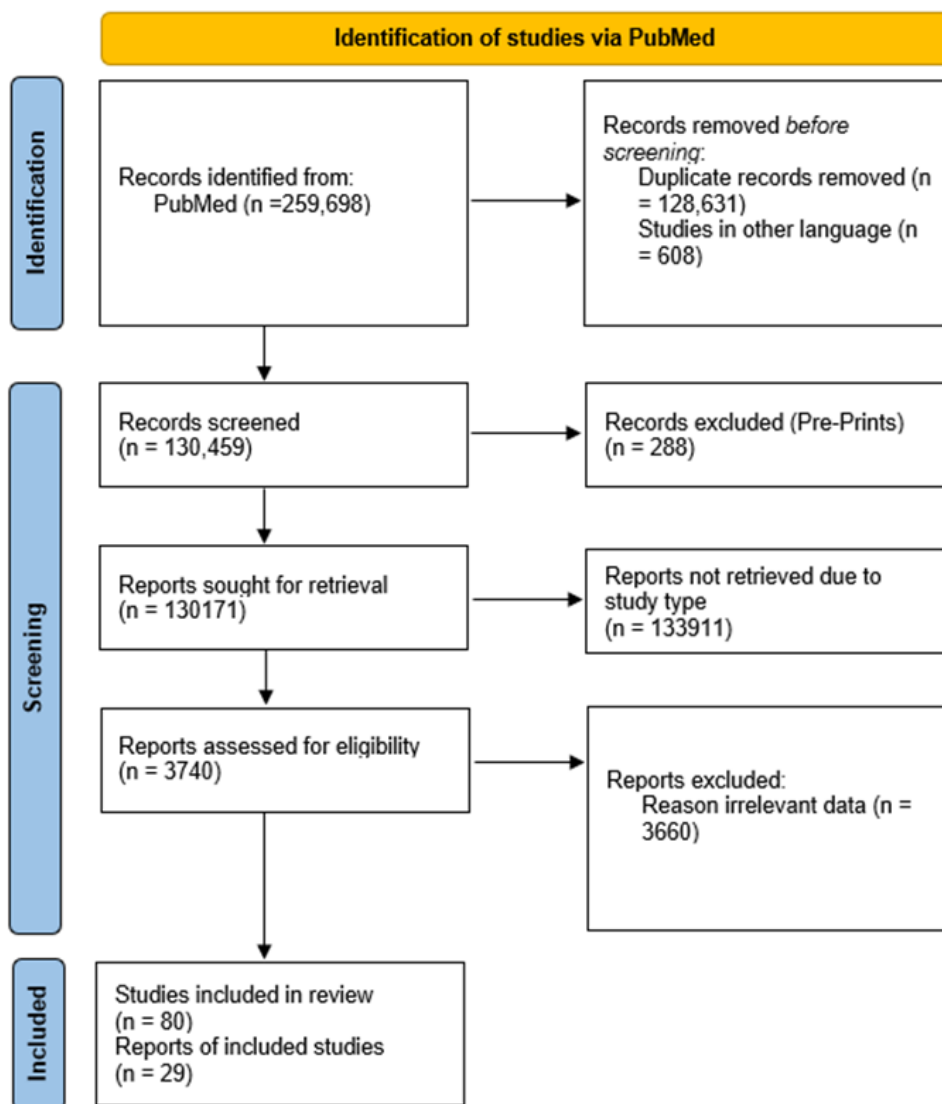 Identification of studies via PubMed
Identification
Records identified from:
PubMed (n =259,698)
Records removed before
screening:
Duplicate records removed (n
= 128,631)
Studies in other language (n
= 608)
Screening
Records screened
(n = 130,459)
Records excluded (Pre-Prints)
(n = 288)
Reports sought for retrieval
(n = 130171)
Reports not retrieved due to
study type
(n = 133911)
Reports assessed for eligibility
(n = 3740)
Reports excluded:
Reason irrelevant data (n =
3660)
Included
Studies included in review
(n = 80)
Reports of included studies
(n = 29)